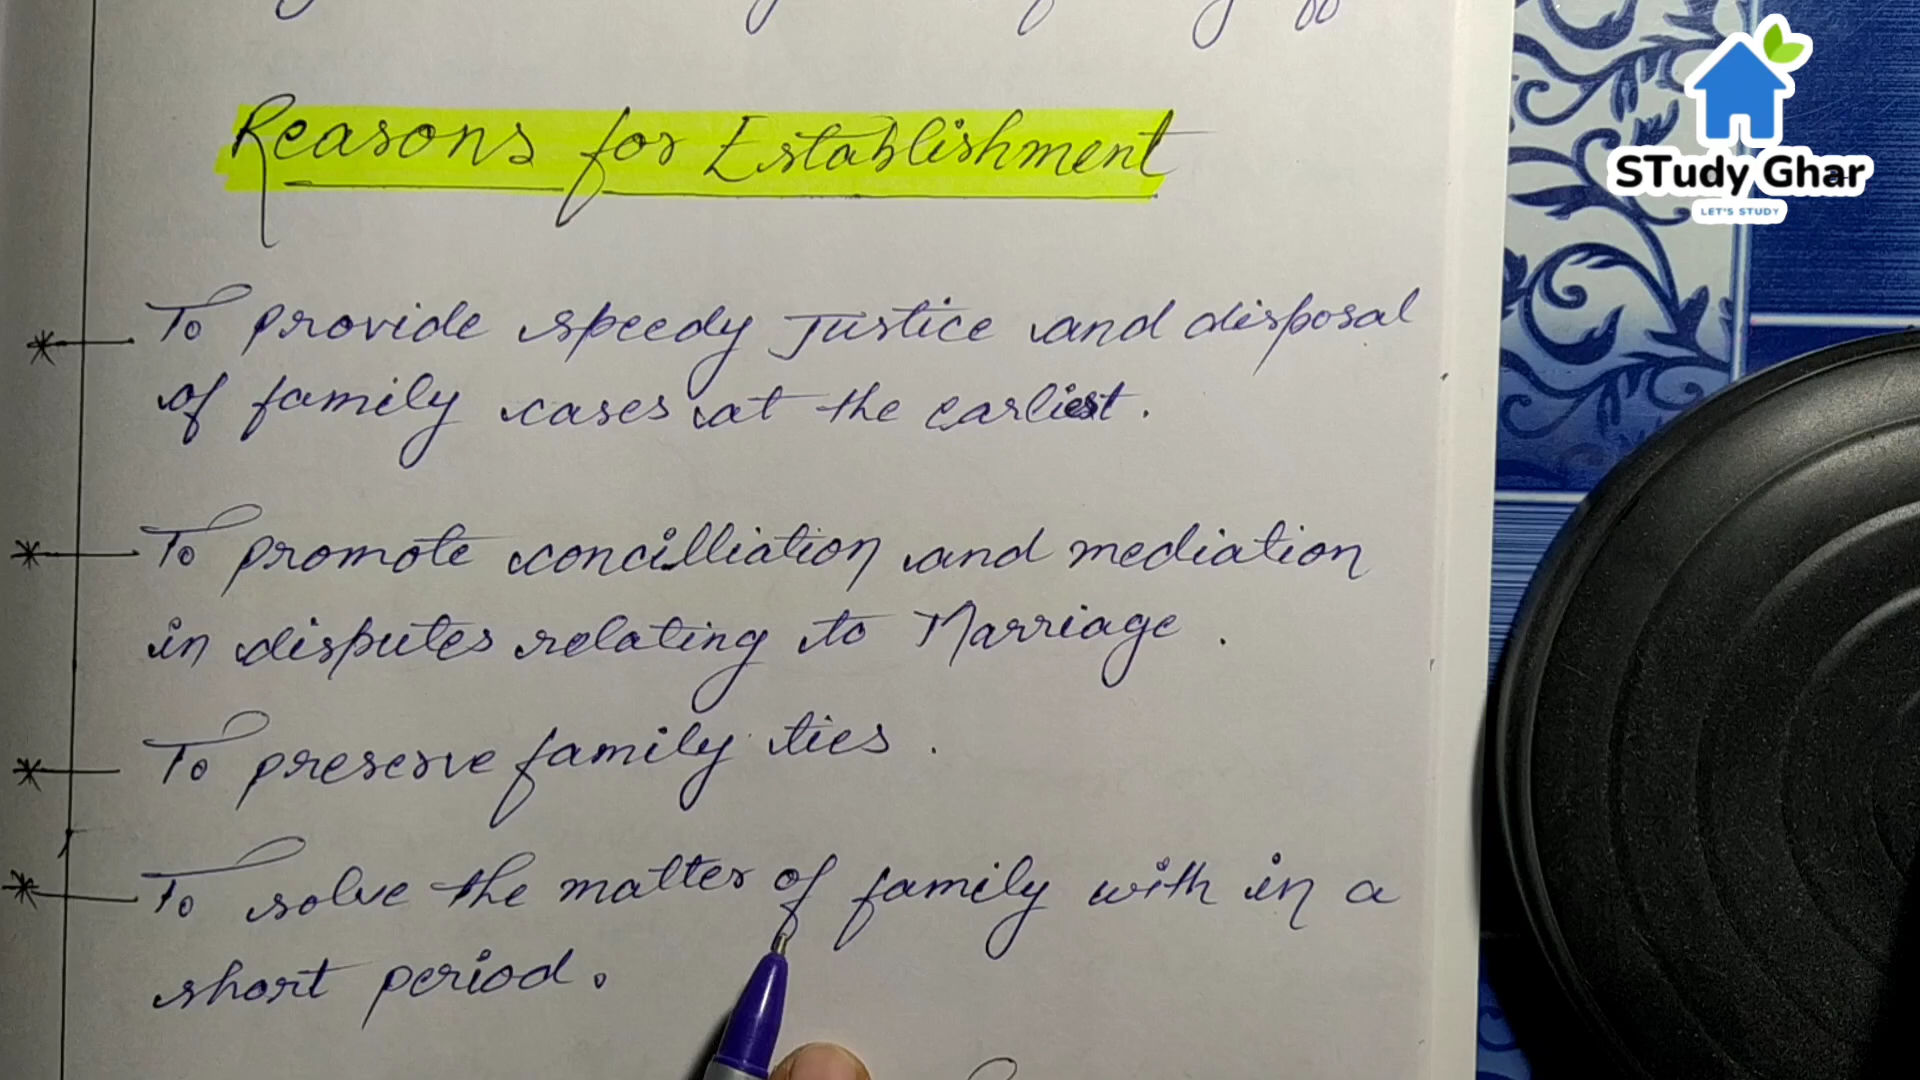 Reasons for Establishment
To provide speedy Justice and disposal
of family cases at the earliest.
To promote concilliation and mediation
in disputes relating to Marriage.
To preserve family ties.
To solve the matter of family with in a
short period.
STudy Ghar
LET'S STUDY